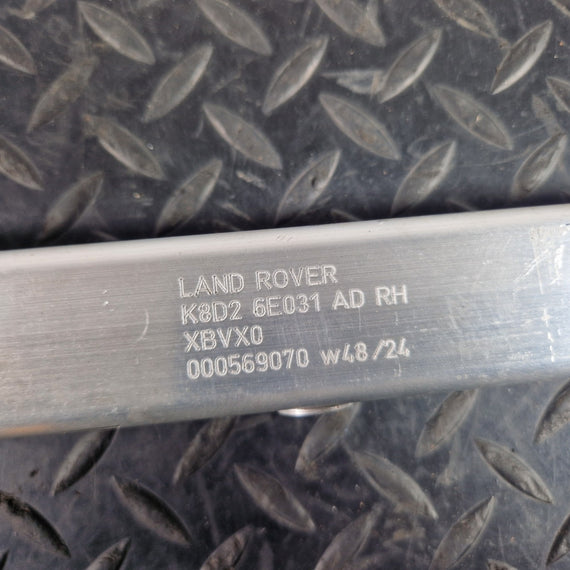 LAND ROVER
K8D2 6E031 AD RH
XBVX0
000569070 w48/24